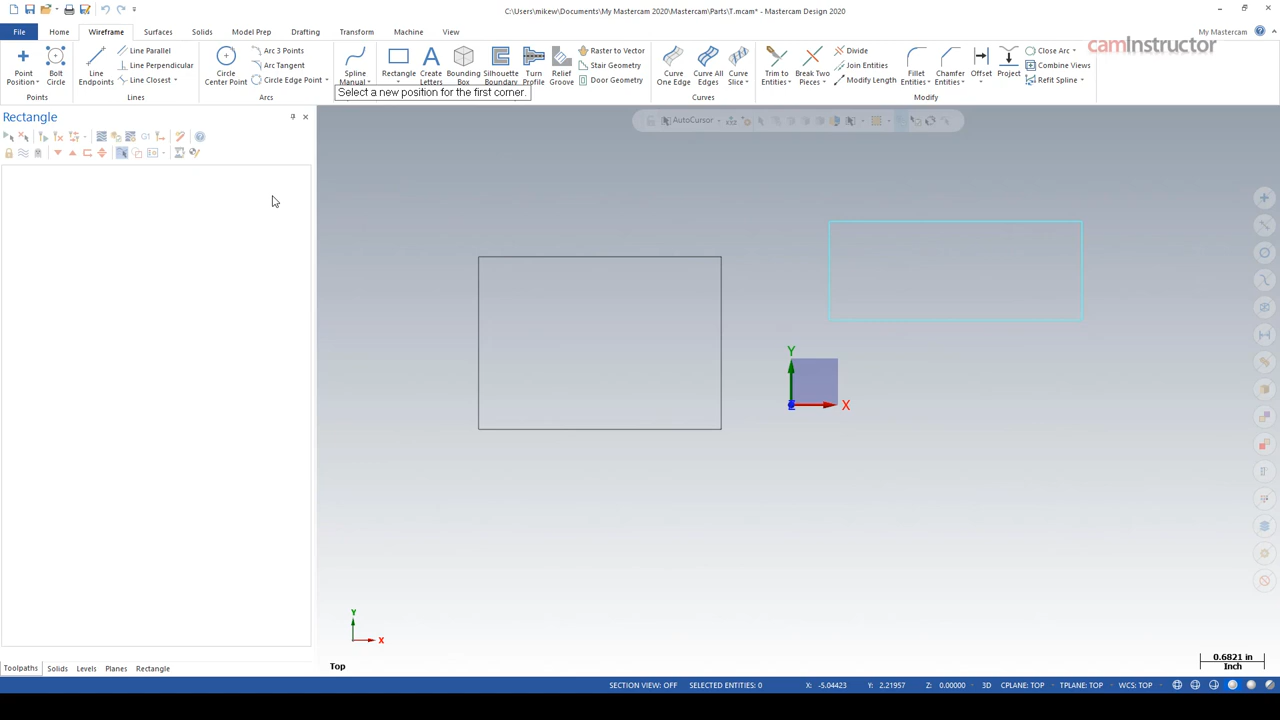 C:\Users\mikew\Documents\My Mastercam 2020\Mastercam\Parts\T.mcam* - Mastercam Design 2020
File Home Wireframe Surfaces Solids Model Prep Drafting Transform Machine View My Mastercam
camInstructor
Point Position
Bolt Circle
Points
Line Endpoints
Line Parallel
Line Perpendicular
Line Closest
Lines
Circle Center Point
Arc 3 Points
Arc Tangent
Circle Edge Point
Arcs
Spline Manual
Rectangle
Create Letters
Bounding Box
Silhouette Boundary
Turn Profile
Relief Groove
Raster to Vector
Stair Geometry
Door Geometry
Curve One Edge
Curve All Edges
Curve Slice
Curves
Trim to Entities
Break Two Pieces
Divide
Join Entities
Modify Length
Fillet Entities
Chamfer Entities
Offset
Project
Close Arc
Combine Views
Refit Spline
Modify
Select a new position for the first corner.
Rectangle
G1
AutoCursor
Y
Z
X
Y
X
Top
0.6821 in
Inch
Toolpaths Solids Levels Planes Rectangle
SECTION VIEW: OFF SELECTED ENTITIES: 0 X: -5.04423 Y: 2.21957 Z: 0.00000 3D CPLANE: TOP TPLANE: TOP WCS: TOP